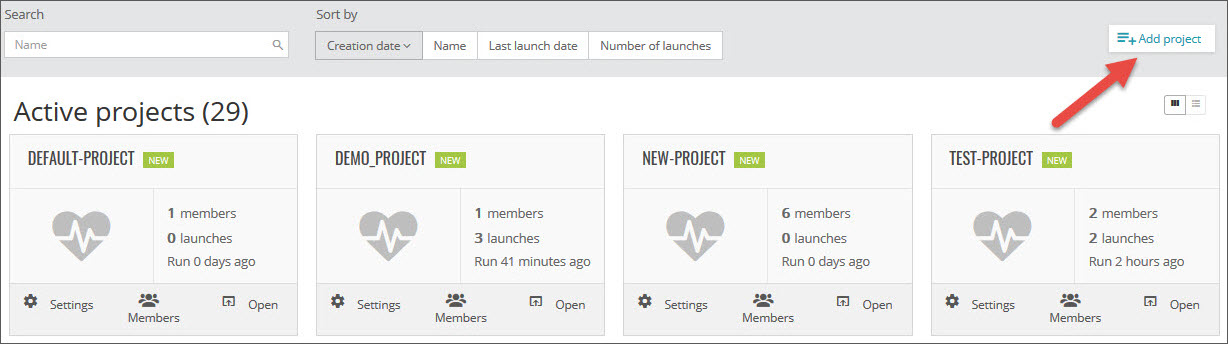 Search
Sort by
Name
Creation date
Name
Last launch date
Number of launches
Add project
Active projects (29)
DEFAULT-PROJECT NEW
1 members
0 launches
Run 0 days ago
Settings
Members
Open
DEMO_PROJECT NEW
1 members
3 launches
Run 41 minutes ago
Settings
Members
Open
NEW-PROJECT NEW
6 members
0 launches
Run 0 days ago
Settings
Members
Open
TEST-PROJECT NEW
2 members
2 launches
Run 2 hours ago
Settings
Members
Open